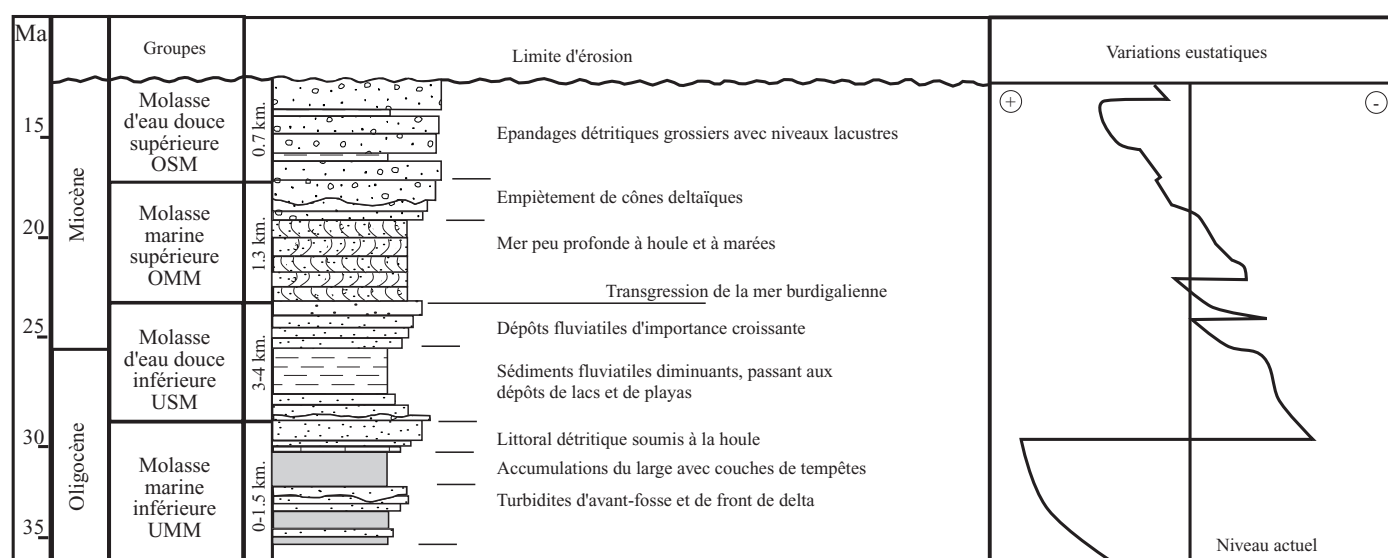 Ma
Groupes
Limite d'érosion
Variations eustatiques
15
20
25
30
35
Miocène
Oligocène
Molasse
d'eau douce
supérieure
OSM
0.7 km.
Epandages détritiques grossiers avec niveaux lacustres
Molasse
marine
supérieure
OMM
1.3 km.
Empiètement de cônes deltaïques
Mer peu profonde à houle et à marées
Transgression de la mer burdigalienne
Molasse
d'eau douce
inférieure
USM
3-4 km.
Dépôts fluviatiles d'importance croissante
Sédiments fluviatiles diminuants, passant aux
dépôts de lacs et de playas
Molasse
marine
inférieure
UMM
0-1.5 km.
Littoral détritique soumis à la houle
Accumulations du large avec couches de tempêtes
Turbidites d'avant-fosse et de front de delta
+
-
Niveau actuel